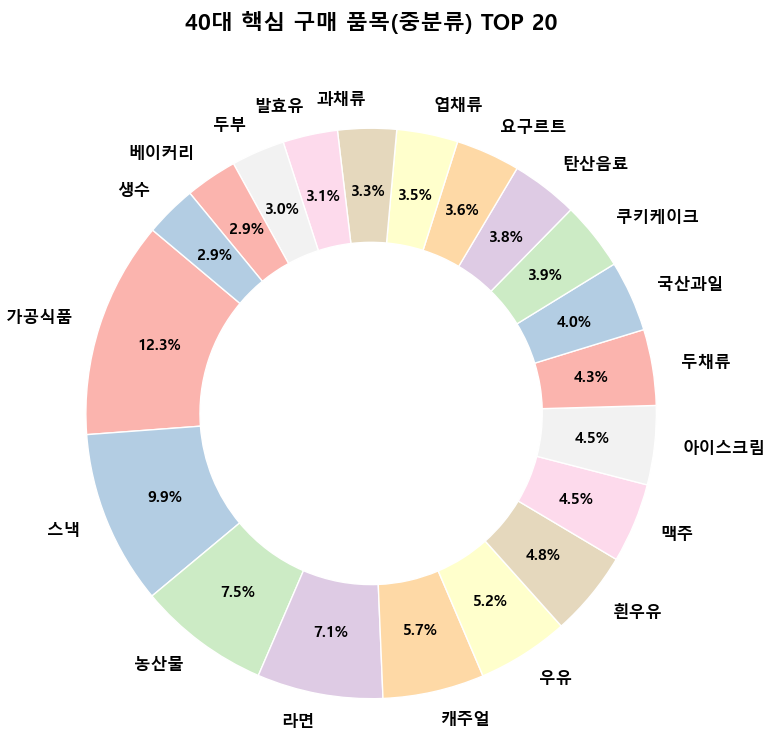 40대 핵심 구매 품목(중분류) TOP 20
가공식품
12.3%
스낵
9.9%
농산물
7.5%
라면
7.1%
캐주얼
5.7%
우유
5.2%
흰우유
4.8%
맥주
4.5%
아이스크림
4.5%
두채류
4.3%
국산과일
4.0%
쿠키케이크
3.9%
탄산음료
3.8%
요구르트
3.6%
엽채류
3.5%
과채류
3.3%
발효유
3.1%
두부
3.0%
베이커리
2.9%
생수
2.9%